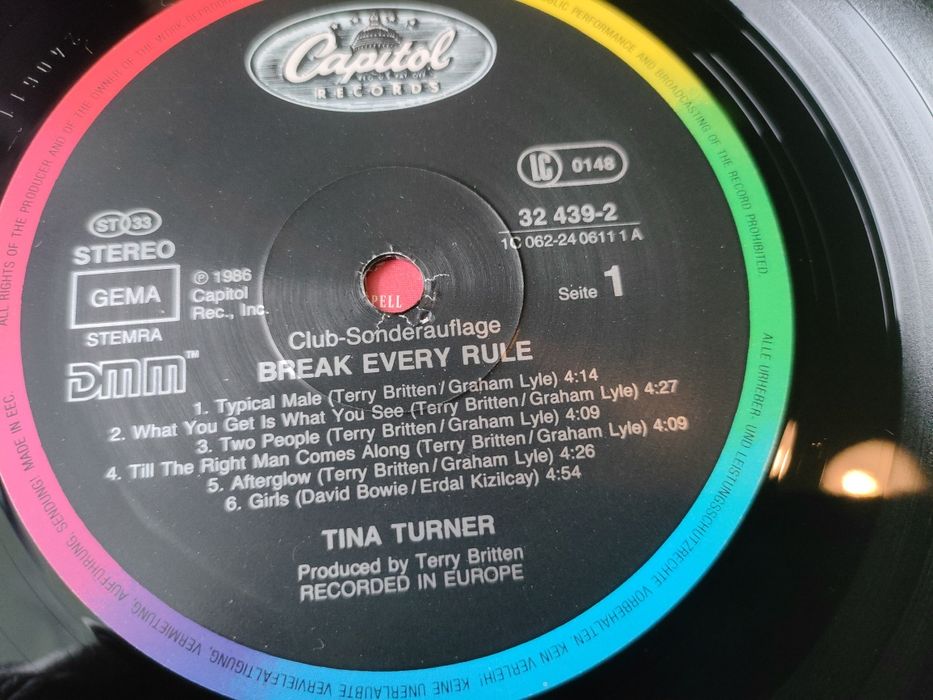 Capitol
RECORDS
LC 0148
32 439-2
1C 062-24 0611 1 A
Seite 1
ST 33
STEREO
GEMA
STEMRA
DMM™
℗ 1986
Capitol
Rec., Inc.
PELL
Club-Sonderauflage
BREAK EVERY RULE
1. Typical Male (Terry Britten/Graham Lyle) 4:14
2. What You Get Is What You See (Terry Britten/Graham Lyle) 4:27
3. Two People (Terry Britten/Graham Lyle) 4:09
4. Till The Right Man Comes Along (Terry Britten/Graham Lyle) 4:09
5. Afterglow (Terry Britten/Graham Lyle) 4:26
6. Girls (David Bowie/Erdal Kizilcay) 4:54
TINA TURNER
Produced by Terry Britten
RECORDED IN EUROPE
ALL RIGHTS OF THE PRODUCER AND OF THE OWNER OF THE WORK REPRODUCED
PUBLIC PERFORMANCE AND BROADCASTING OF THE RECORD PROHIBITED.
ALLE URHEBER- UND LEISTUNGSSCHUTZRECHTE VORBEHALTEN. KEIN VERLEIH! KEINE UNERLAUBTE VERVIELFÄLTIGUNG, VERMIETUNG, AUFFÜHRUNG, SENDUNG! MADE IN EEC.